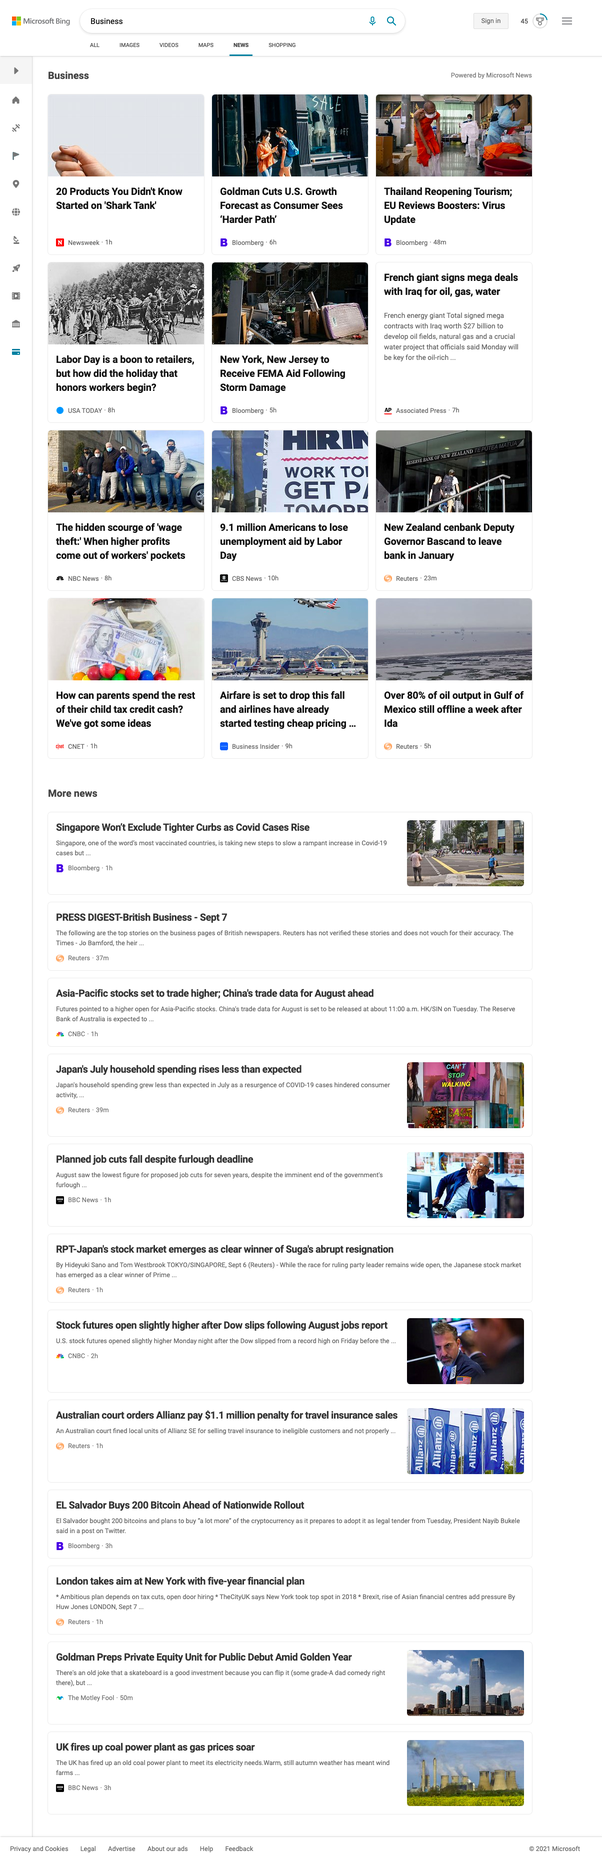 Microsoft Bing
Business
Sign in
45
ALL IMAGES VIDEOS MAPS NEWS SHOPPING
Business
Powered by Microsoft News
20 Products You Didn't Know
Started on 'Shark Tank'
Newsweek · 1h
SALE
Goldman Cuts U.S. Growth
Forecast as Consumer Sees
'Harder Path'
Bloomberg · 6h
Thailand Reopening Tourism;
EU Reviews Boosters: Virus
Update
Bloomberg · 48m
Labor Day is a boon to retailers,
but how did the holiday that
honors workers begin?
USA TODAY · 8h
New York, New Jersey to
Receive FEMA Aid Following
Storm Damage
Bloomberg · 5h
French giant signs mega deals
with Iraq for oil, gas, water
French energy giant Total signed mega
contracts with Iraq worth $27 billion to
develop oil fields, natural gas and a crucial
water project that officials said Monday will
be key for the oil-rich ...
AP Associated Press · 7h
The hidden scourge of 'wage
theft:' When higher profits
come out of workers' pockets
NBC News · 8h
HIRIN
WORK TO
GET PA
TOMORR
9.1 million Americans to lose
unemployment aid by Labor
Day
CBS News · 10h
RESERVE BANK OF NEW ZEALAND
New Zealand cenbank Deputy
Governor Bascand to leave
bank in January
Reuters · 23m
How can parents spend the rest
of their child tax credit cash?
We've got some ideas
CNET · 1h
Airfare is set to drop this fall
and airlines have already
started testing cheap pricing ...
Business Insider · 9h
Over 80% of oil output in Gulf of
Mexico still offline a week after
Ida
Reuters · 5h
More news
Singapore Won't Exclude Tighter Curbs as Covid Cases Rise
Singapore, one of the word's most vaccinated countries, is taking new steps to slow a rampant increase in Covid-19
cases but ...
Bloomberg · 1h
PRESS DIGEST-British Business - Sept 7
The following are the top stories on the business pages of British newspapers. Reuters has not verified these stories and does not vouch for their accuracy. The
Times - Jo Bamford, the heir ...
Reuters · 37m
Asia-Pacific stocks set to trade higher; China's trade data for August ahead
Futures pointed to a higher open for Asia-Pacific stocks. China's trade data for August is set to be released at about 11:00 a.m. HK/SIN on Tuesday. The Reserve
Bank of Australia is expected to ...
CNBC · 1h
Japan's July household spending rises less than expected
Japan's household spending grew less than expected in July as a resurgence of COVID-19 cases hindered consumer
activity, ...
Reuters · 39m
CAN'T
STOP
WALKING
Planned job cuts fall despite furlough deadline
August saw the lowest figure for proposed job cuts for seven years, despite the imminent end of the government's
furlough ...
BBC News · 1h
RPT-Japan's stock market emerges as clear winner of Suga's abrupt resignation
By Hideyuki Sano and Tom Westbrook TOKYO/SINGAPORE, Sept 6 (Reuters) - While the race for ruling party leader remains wide open, the Japanese stock market
has emerged as a clear winner of Prime ...
Reuters · 1h
Stock futures open slightly higher after Dow slips following August jobs report
U.S. stock futures opened slightly higher Monday night after the Dow slipped from a record high on Friday before the ...
CNBC · 2h
Australian court orders Allianz pay $1.1 million penalty for travel insurance sales
An Australian court fined local units of Allianz SE for selling travel insurance to ineligible customers and not properly ...
Reuters · 1h
Allianz Allianz Allianz Allianz
EL Salvador Buys 200 Bitcoin Ahead of Nationwide Rollout
El Salvador bought 200 bitcoins and plans to buy "a lot more" of the cryptocurrency as it prepares to adopt it as legal tender from Tuesday, President Nayib Bukele
said in a post on Twitter.
Bloomberg · 3h
London takes aim at New York with five-year financial plan
* Ambitious plan depends on tax cuts, open door hiring * TheCityUK says New York took top spot in 2018 * Brexit, rise of Asian financial centres add pressure By
Huw Jones LONDON, Sept 7 ...
Reuters · 1h
Goldman Preps Private Equity Unit for Public Debut Amid Golden Year
There's an old joke that a skateboard is a good investment because you can flip it (some grade-A dad comedy right
there), but ...
The Motley Fool · 50m
UK fires up coal power plant as gas prices soar
The UK has fired up an old coal power plant to meet its electricity needs.Warm, still autumn weather has meant wind
farms ...
BBC News · 3h
Privacy and Cookies Legal Advertise About our ads Help Feedback
© 2021 Microsoft